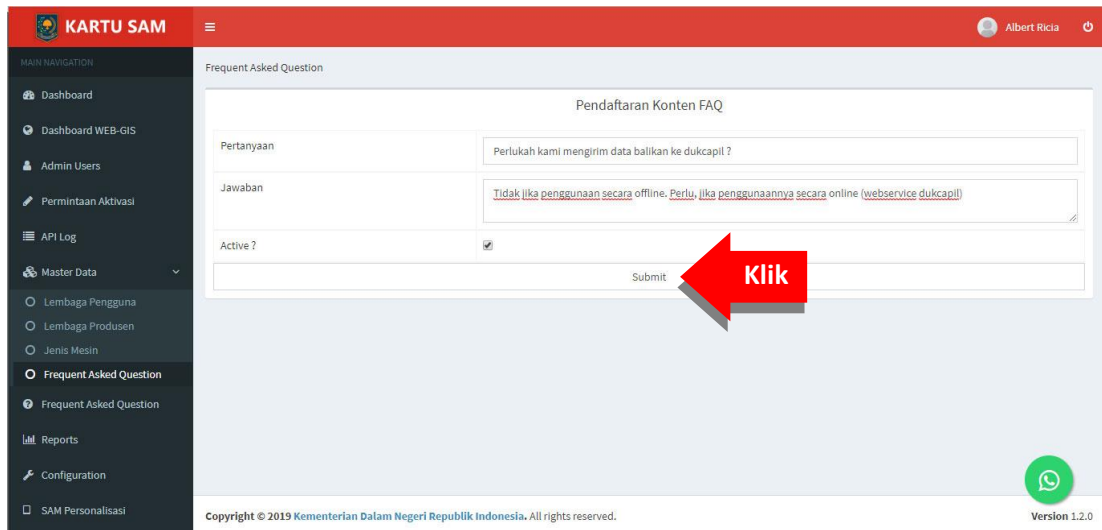 KARTU SAM
Albert Ricia
MAIN NAVIGATION
Dashboard
Dashboard WEB-GIS
Admin Users
Permintaan Aktivasi
API Log
Master Data
Lembaga Pengguna
Lembaga Produsen
Jenis Mesin
Frequent Asked Question
Frequent Asked Question
Reports
Configuration
SAM Personalisasi
Frequent Asked Question
Pendaftaran Konten FAQ
Pertanyaan
Perlukah kami mengirim data balikan ke dukcapil ?
Jawaban
Tidak jika penggunaan secara offline. Perlu, jika penggunaannya secara online (webservice dukcapil)
Active ?
Submit
Klik
Copyright © 2019 Kementerian Dalam Negeri Republik Indonesia. All rights reserved.
Version 1.2.0